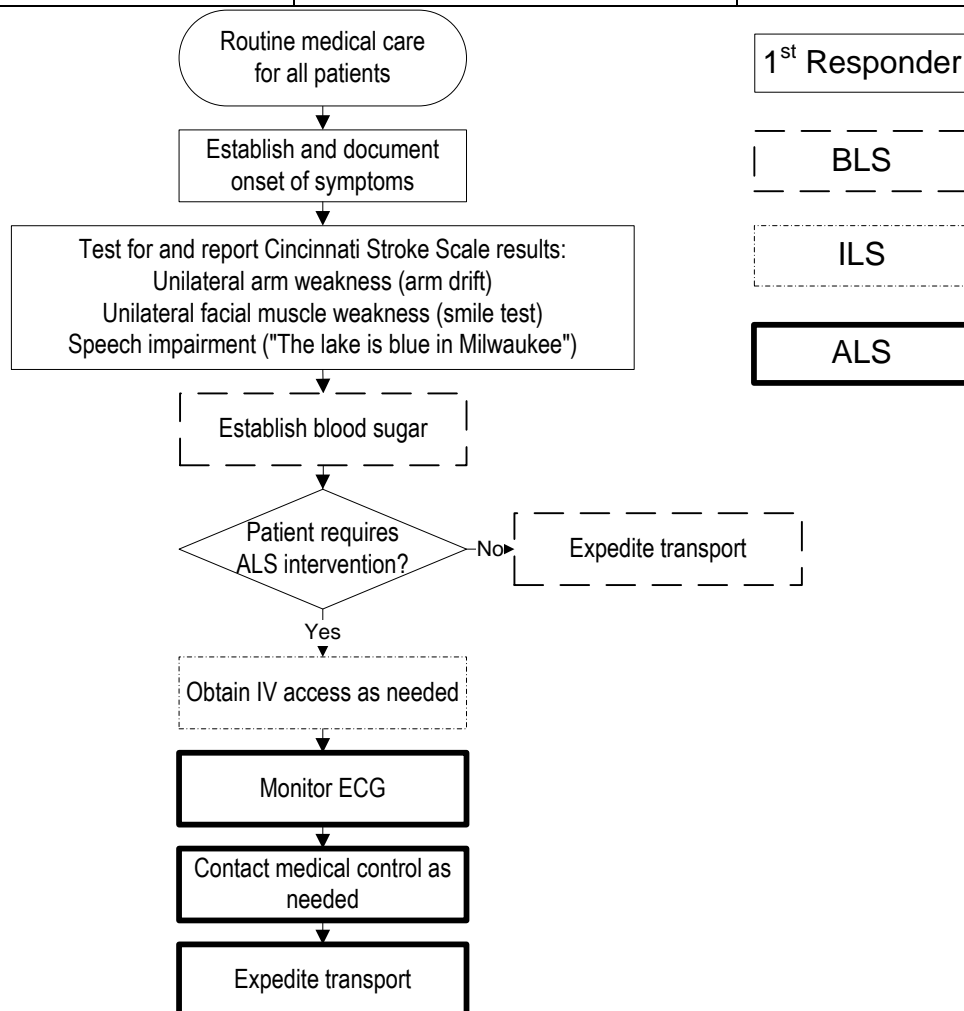 Routine medical care
for all patients
1st Responder
Establish and document
onset of symptoms
BLS
Test for and report Cincinnati Stroke Scale results:
Unilateral arm weakness (arm drift)
Unilateral facial muscle weakness (smile test)
Speech impairment ("The lake is blue in Milwaukee")
ILS
ALS
Establish blood sugar
Patient requires
ALS intervention?
No
Expedite transport
Yes
Obtain IV access as needed
Monitor ECG
Contact medical control as
needed
Expedite transport